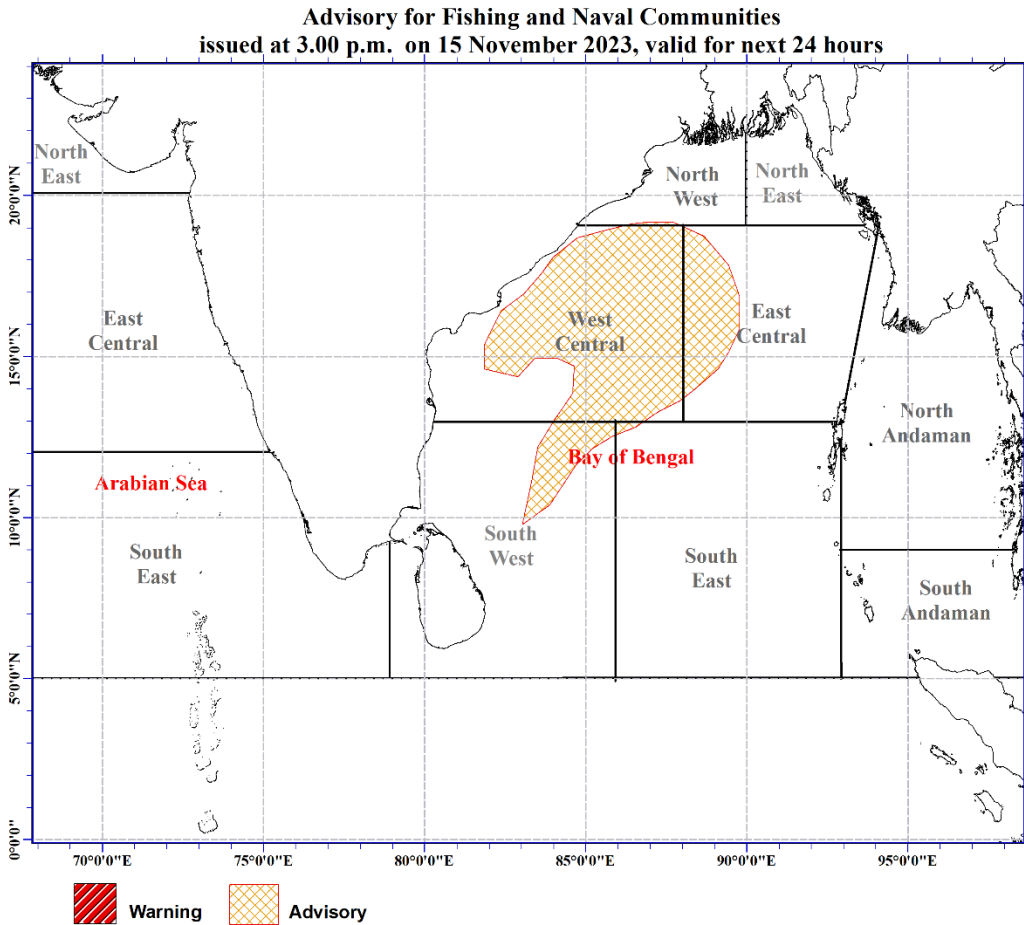 Advisory for Fishing and Naval Communities
issued at 3.00 p.m. on 15 November 2023, valid for next 24 hours
North
East
North
West
North
East
20°0'0"N
East
Central
West
Central
East
Central
15°0'0"N
North
Andaman
Bay of Bengal
Arabian Sea
10°0'0"N
South
East
South
West
South
East
South
Andaman
5°0'0"N
0°0'0"
70°0'0"E
75°0'0"E
80°0'0"E
85°0'0"E
90°0'0"E
95°0'0"E
Warning
Advisory